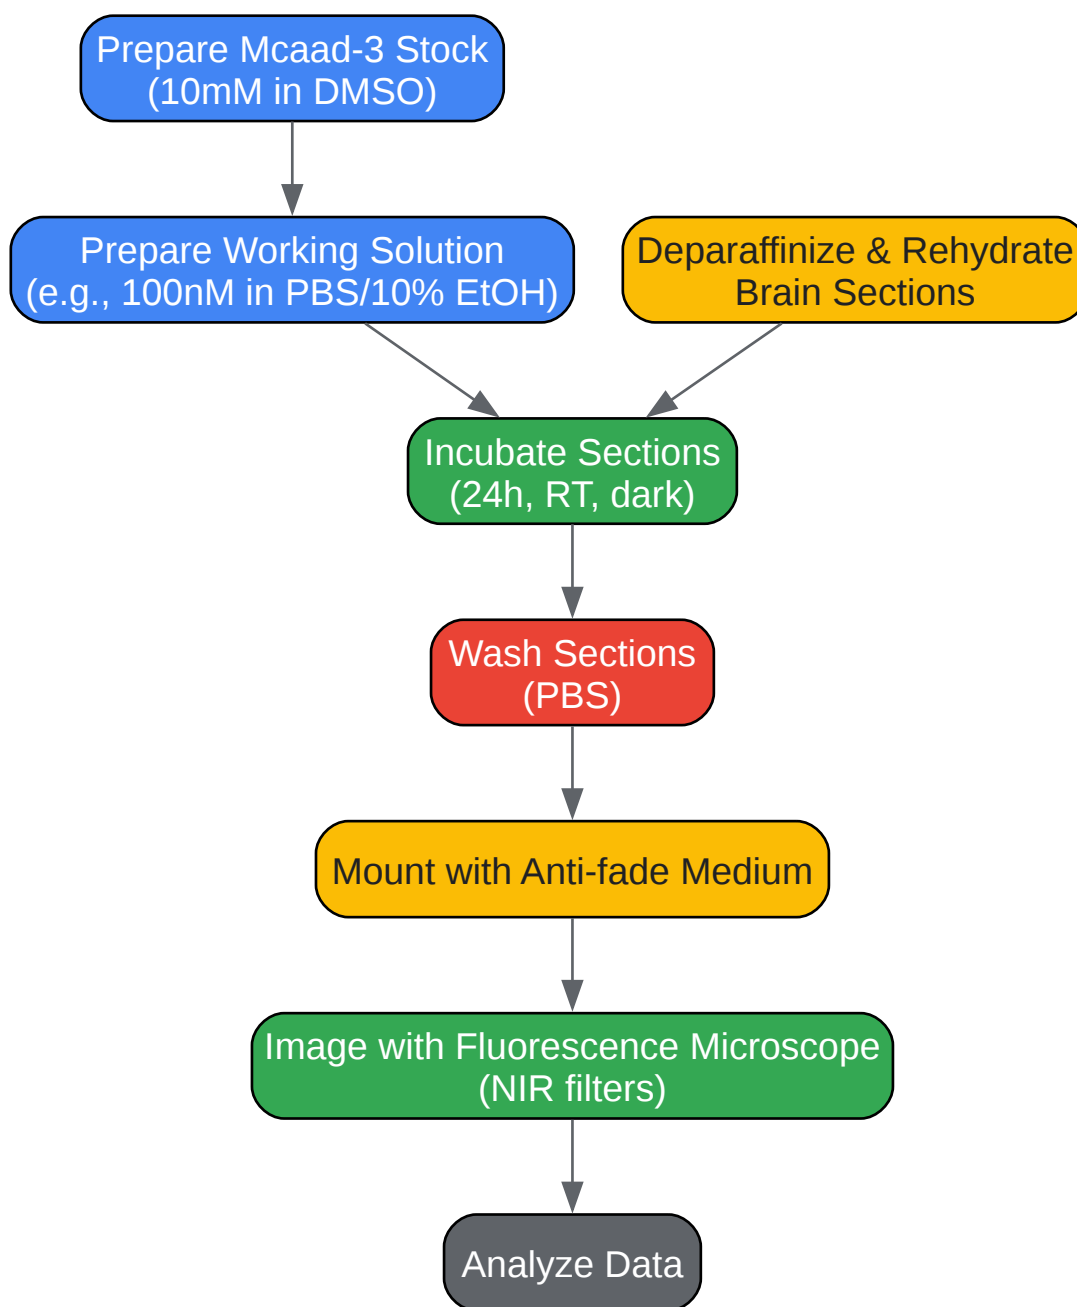 Prepare Mcaad-3 Stock
(10mM in DMSO)
Prepare Working Solution
(e.g., 100nM in PBS/10% EtOH)
Deparaffinize & Rehydrate
Brain Sections
Incubate Sections
(24h, RT, dark)
Wash Sections
(PBS)
Mount with Anti-fade Medium
Image with Fluorescence Microscope
(NIR filters)
Analyze Data